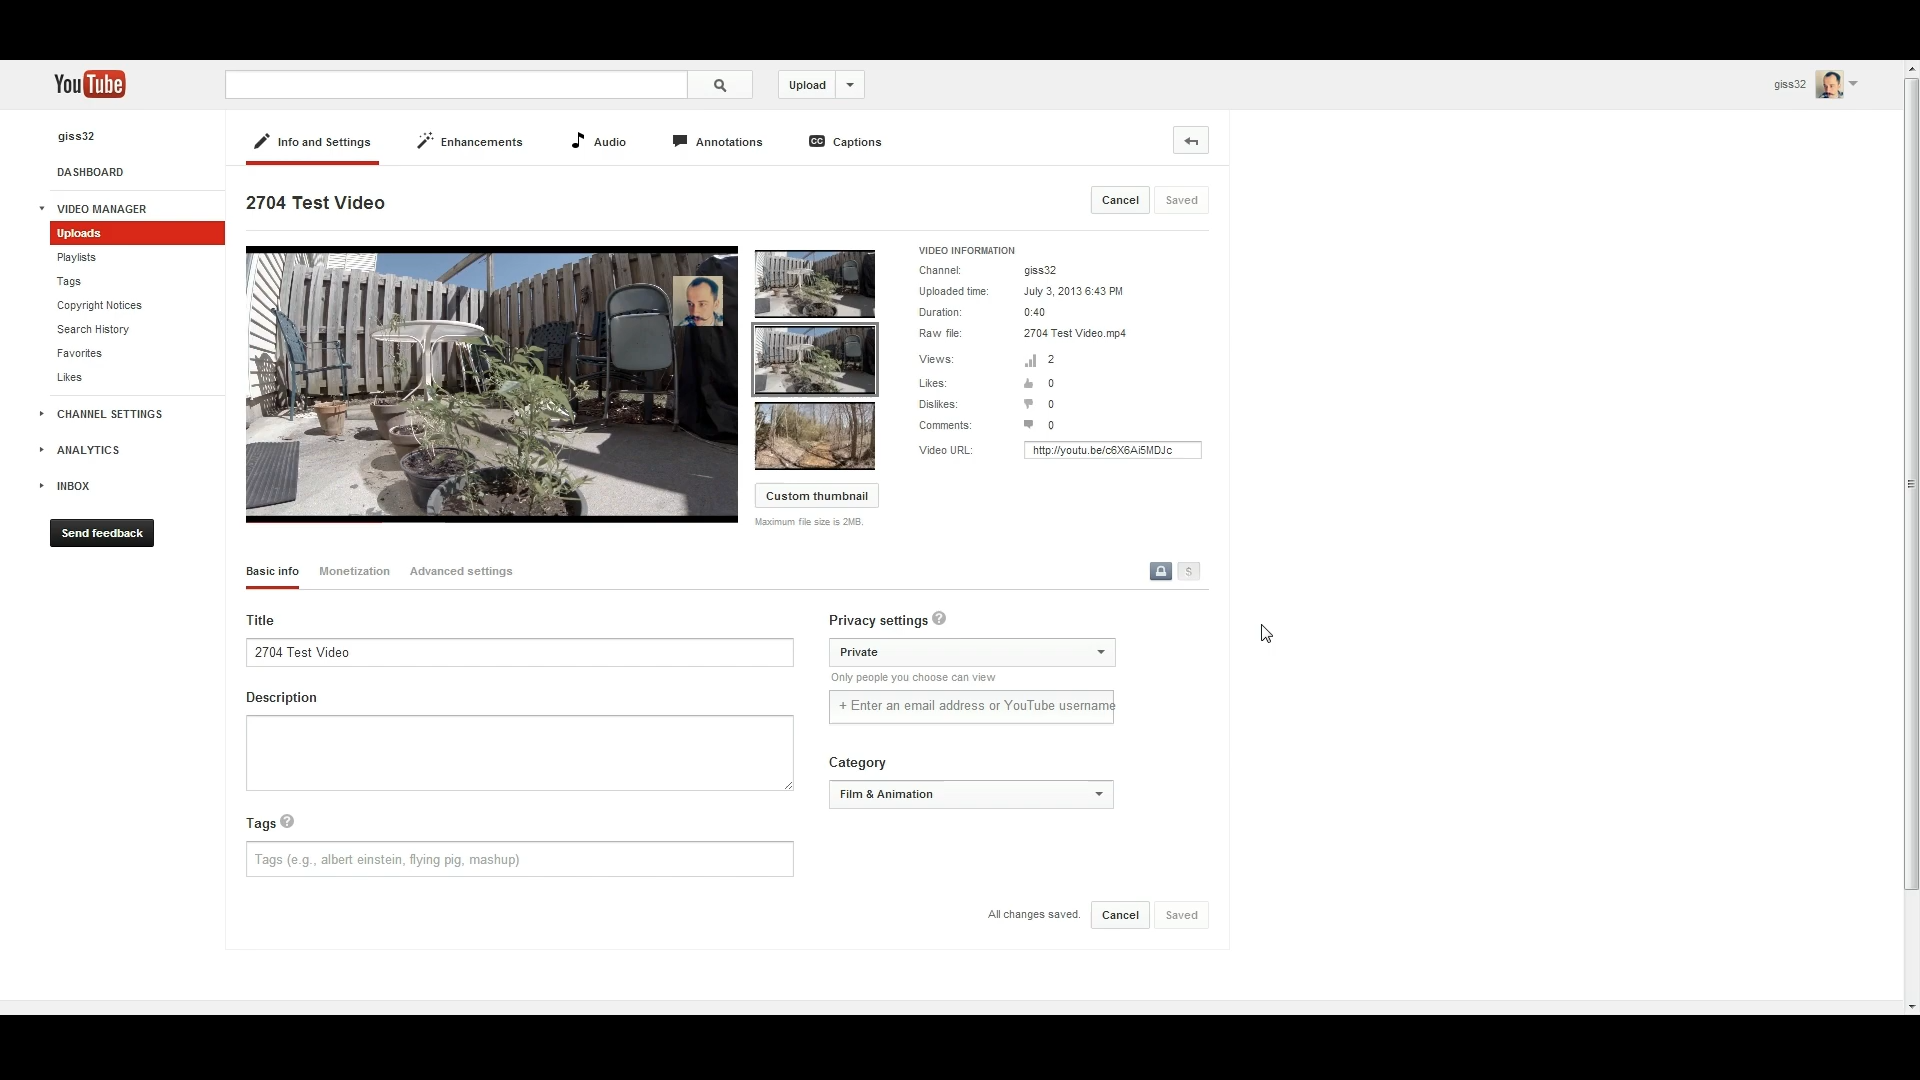 YouTube
Upload
giss32
giss32
DASHBOARD
VIDEO MANAGER
Uploads
Playlists
Tags
Copyright Notices
Search History
Favorites
Likes
CHANNEL SETTINGS
ANALYTICS
INBOX
Send feedback
Info and Settings Enhancements Audio Annotations CC Captions
2704 Test Video
Cancel Saved
Custom thumbnail
Maximum file size is 2MB.
VIDEO INFORMATION
Channel: giss32
Uploaded time: July 3, 2013 6:43 PM
Duration: 0:40
Raw file: 2704 Test Video.mp4
Views: 2
Likes: 0
Dislikes: 0
Comments: 0
Video URL: http://youtu.be/c6X6Ai5MDJc
Basic info Monetization Advanced settings
$
Title
2704 Test Video
Description
Tags ?
Tags (e.g., albert einstein, flying pig, mashup)
Privacy settings ?
Private
Only people you choose can view
+ Enter an email address or YouTube username
Category
Film & Animation
All changes saved. Cancel Saved